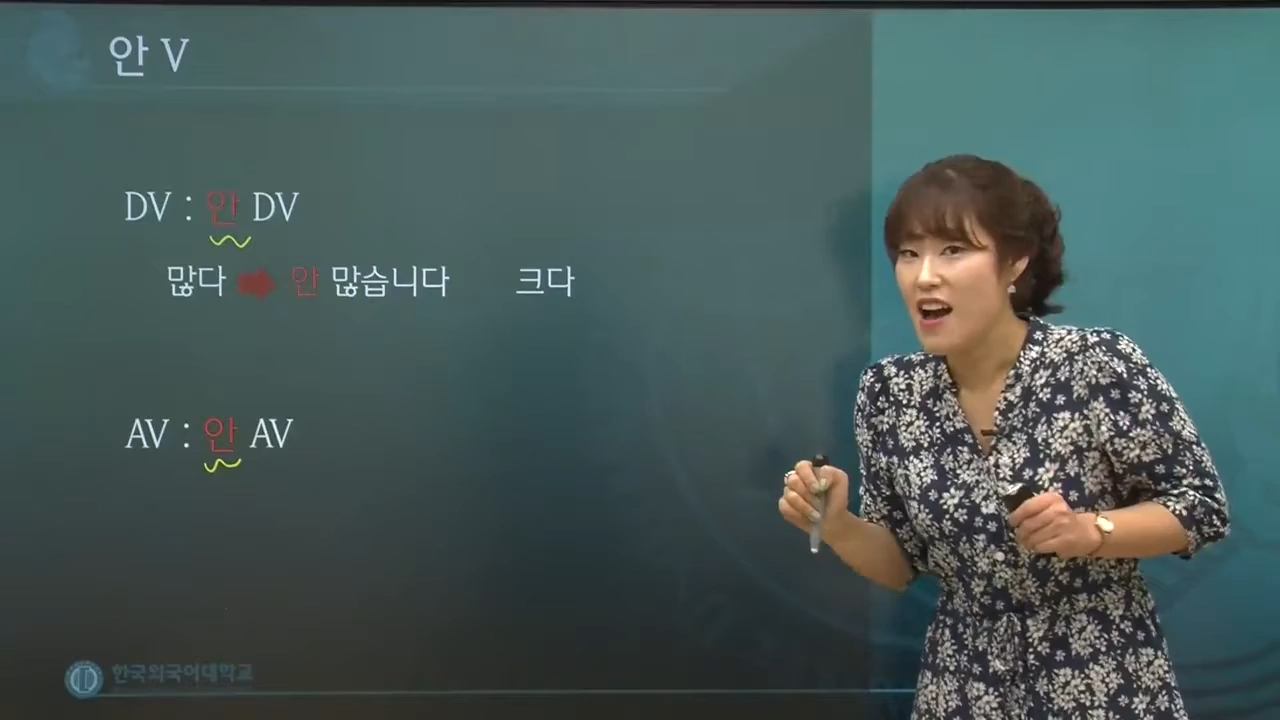 안 V
DV : 안 DV
많다 ➡ 안 많습니다 크다
AV : 안 AV
한국외국어대학교